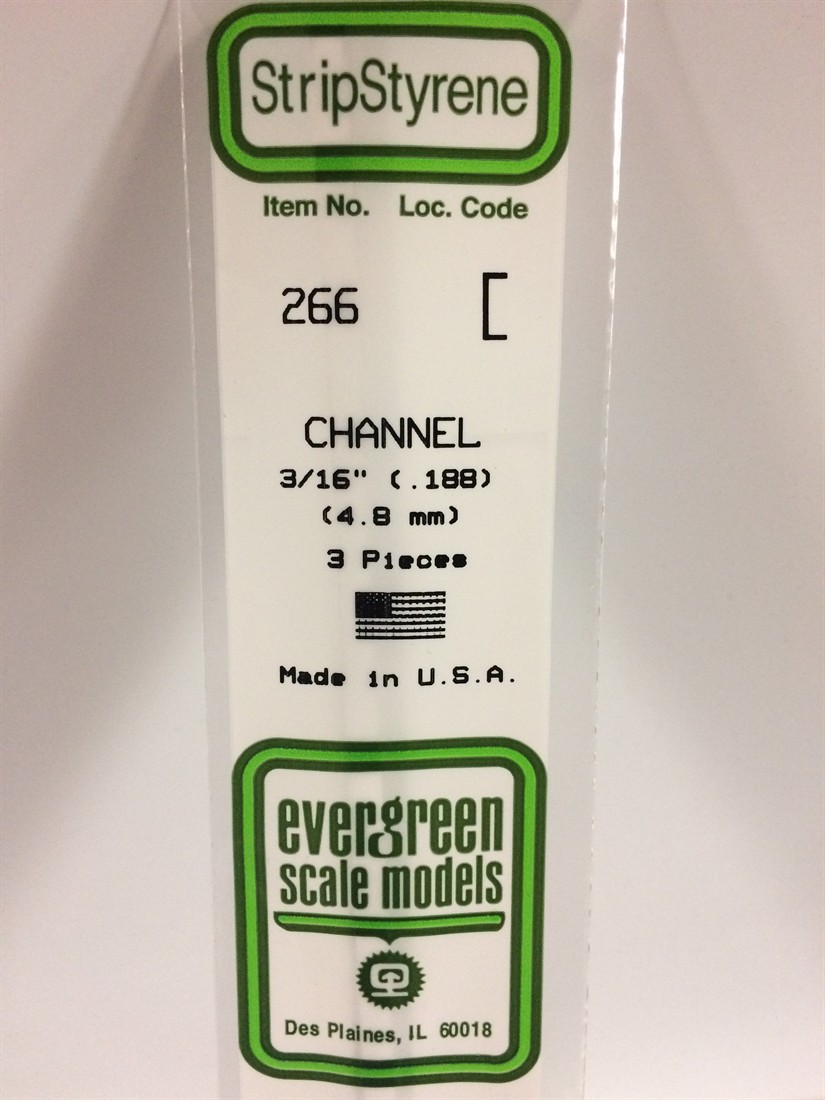 StripStyrene
Item No. Loc. Code
266 [
CHANNEL
3/16" (.188)
(4.8 mm)
3 Pieces
Made in U.S.A.
evergreen
scale models
Des Plaines, IL 60018